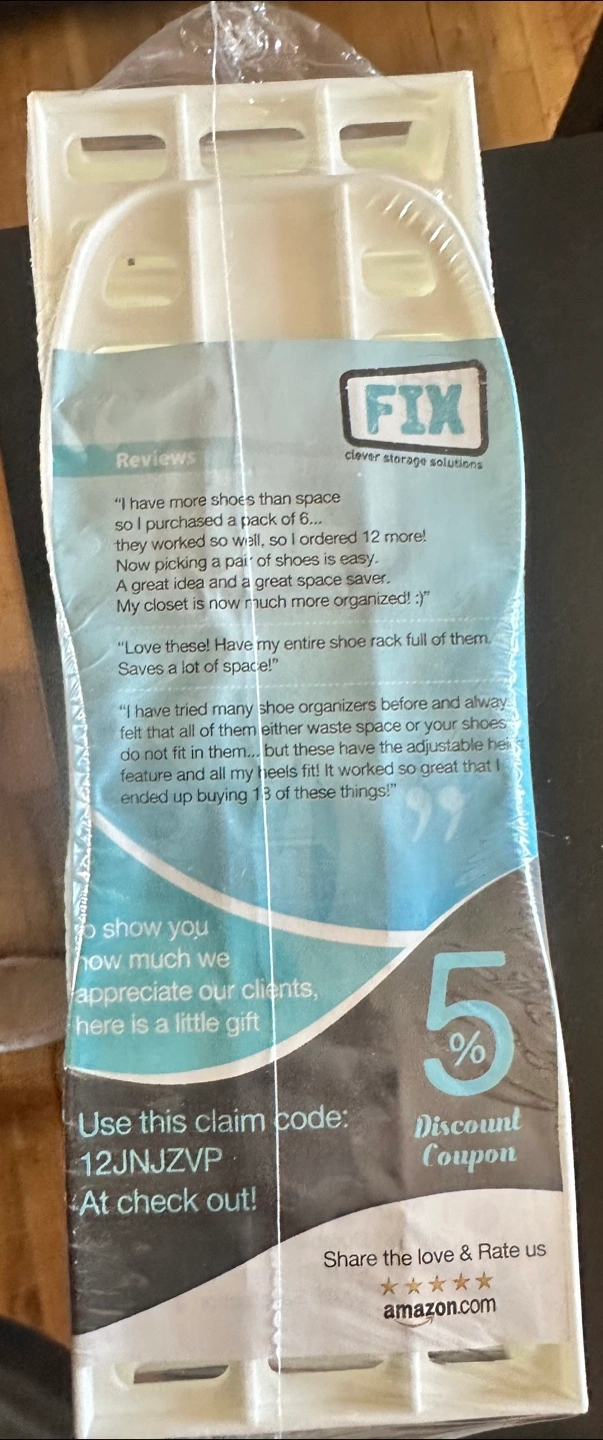 FIX
clever storage solutions
Reviews
"I have more shoes than space
so I purchased a pack of 6...
they worked so well, so I ordered 12 more!
Now picking a pair of shoes is easy.
A great idea and a great space saver.
My closet is now much more organized! :)"
"Love these! Have my entire shoe rack full of them.
Saves a lot of space!"
"I have tried many shoe organizers before and alway
felt that all of them either waste space or your shoes
do not fit in them... but these have the adjustable hei
feature and all my heels fit! It worked so great that I
ended up buying 18 of these things!"
o show you
how much we
appreciate our clients,
here is a little gift
5%
Discount
Coupon
Use this claim code:
12JNJZVP
At check out!
Share the love & Rate us
amazon.com